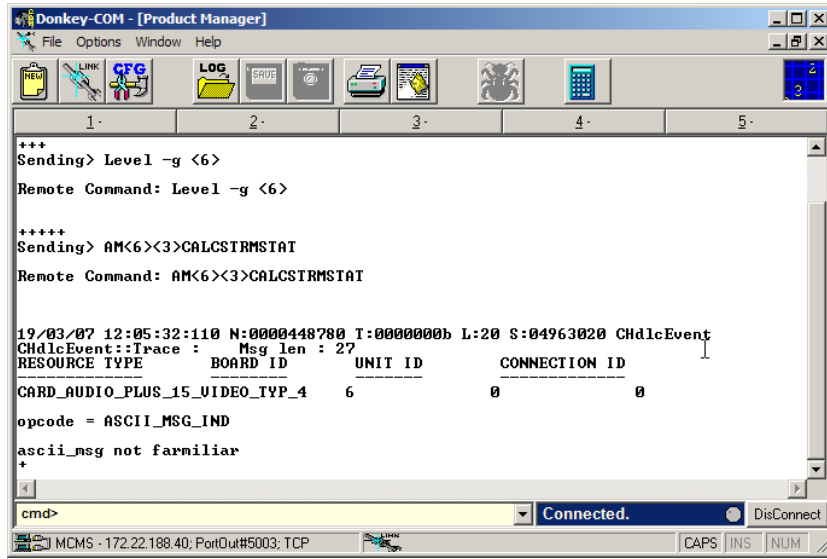 Donkey-COM - [Product Manager]
File Options Window Help
NEW LINK CFG LOG SAVE 2 3
1 - 2 - 3 - 4 - 5 -
+++
Sending> Level -g <6>
Remote Command: Level -g <6>
+++++
Sending> AM<6><3>CALCSTRMSTAT
Remote Command: AM<6><3>CALCSTRMSTAT
19/03/07 12:05:32:110 N:0000448780 T:0000000b L:20 S:04963020 CHdlcEvent
CHdlcEvent::Trace : Msg len : 27
RESOURCE TYPE BOARD ID UNIT ID CONNECTION ID
------------- -------- ------- -------------
CARD_AUDIO_PLUS_15_VIDEO_TYP_4 6 0 0
opcode = ASCII_MSG_IND
ascii_msg not farmiliar
+
cmd> Connected. DisConnect
MCMS - 172.22.188.40; PortOut#5003; TCP LINK CAPS INS NUM